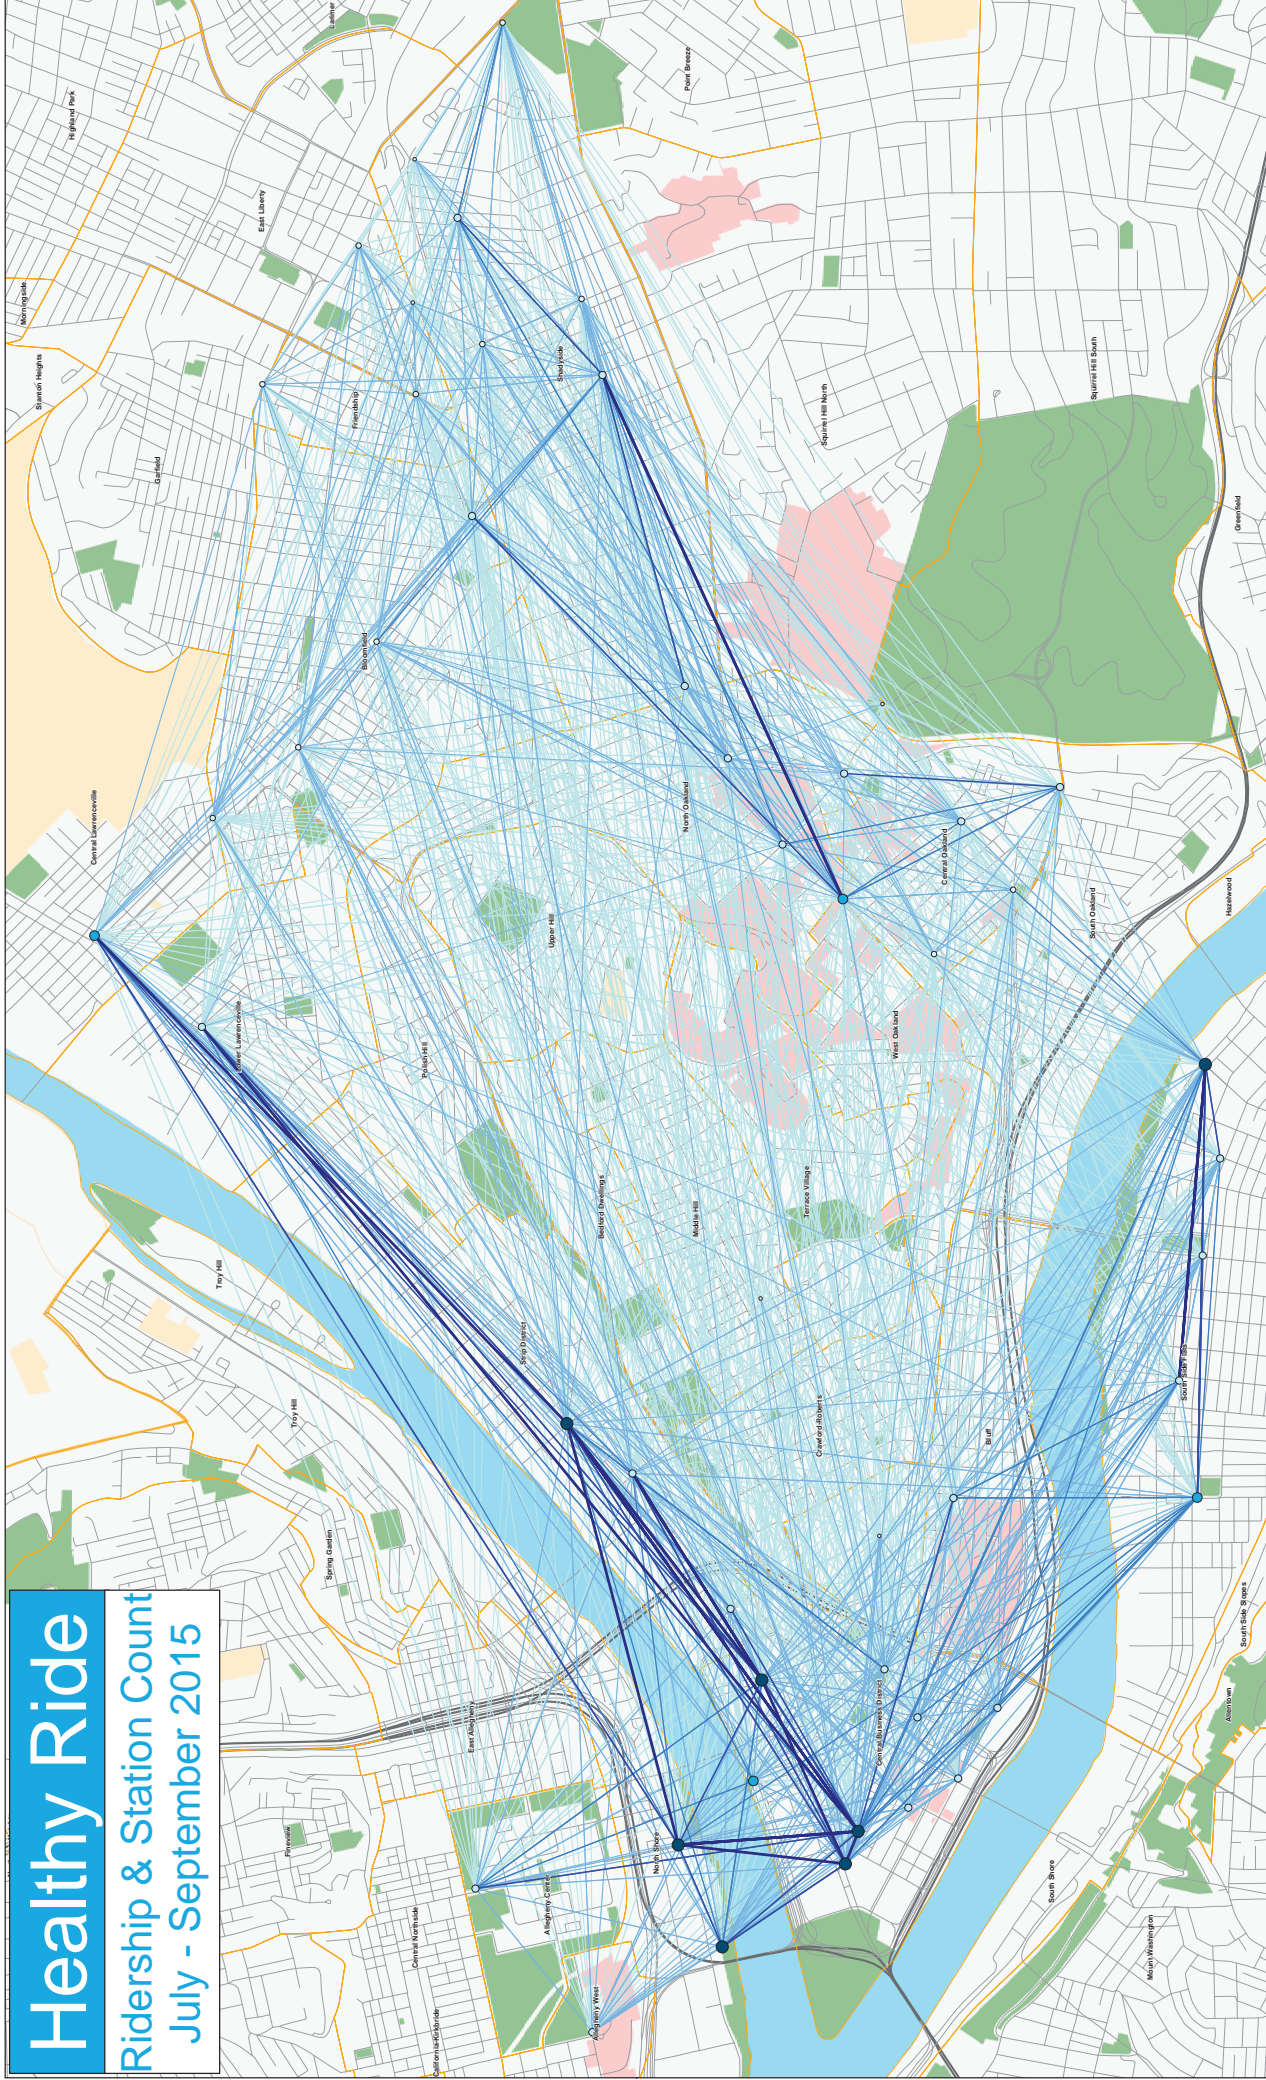 Healthy Ride
Ridership & Station Count
July - September 2015
Larimer
Highland Park
Point Breeze
East Liberty
Morningside
Stanton Heights
Garfield
Friendship
Shadyside
Squirrel Hill North
Squirrel Hill South
Greenfield
Bloomfield
Central Lawrenceville
North Oakland
Central Oakland
South Oakland
Hazelwood
Upper Hill
Lower Lawrenceville
Polish Hill
West Oakland
Bedford Dwellings
Middle Hill
Terrace Village
Troy Hill
Strip District
Troy Hill
Crawford-Roberts
Bluff
South Side Flats
Spring Garden
South Side Slopes
East Allegheny
Central Business District
Allentown
Fineview
North Shore
Allegheny Center
Central Northside
South Shore
Mount Washington
Allegheny West
California-Kirkbride